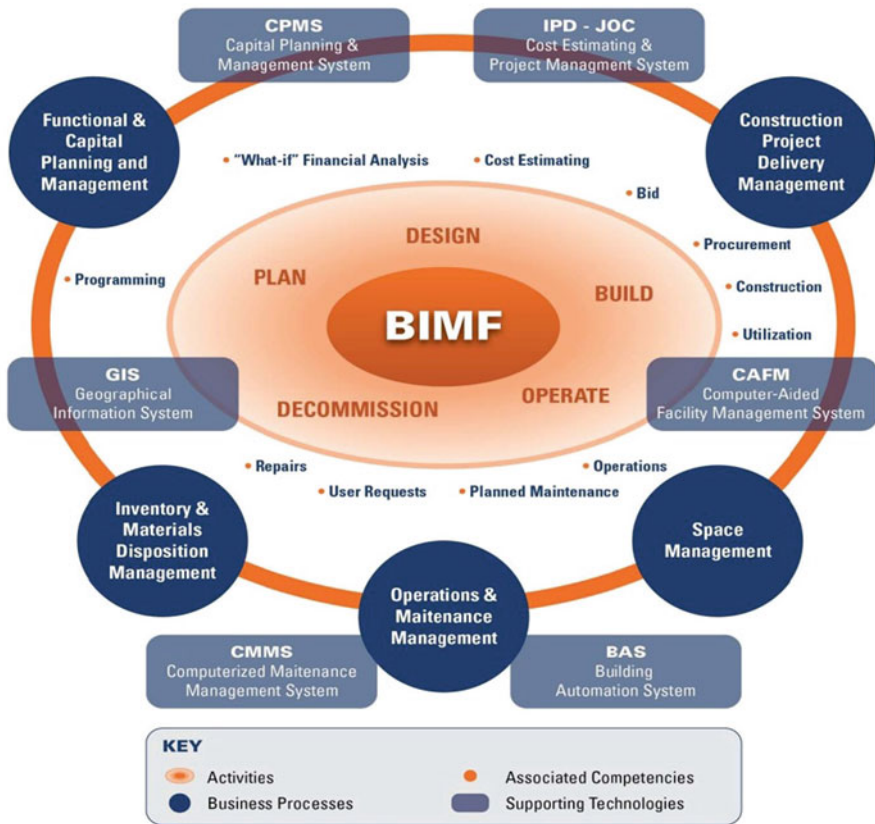 CPMS
Capital Planning &
Management System
IPD - JOC
Cost Estimating &
Project Managment System
Functional &
Capital
Planning and
Management
Construction
Project
Delivery
Management
• "What-if" Financial Analysis
• Cost Estimating
• Bid
• Procurement
• Programming
• Construction
• Utilization
DESIGN
PLAN
BUILD
BIMF
DECOMMISSION
OPERATE
GIS
Geographical
Information System
CAFM
Computer-Aided
Facility Management System
• Repairs
• Operations
• User Requests
• Planned Maintenance
Inventory &
Materials
Disposition
Management
Space
Management
Operations &
Maitenance
Management
CMMS
Computerized Maitenance
Management System
BAS
Building
Automation System
KEY
Activities
Associated Competencies
Business Processes
Supporting Technologies